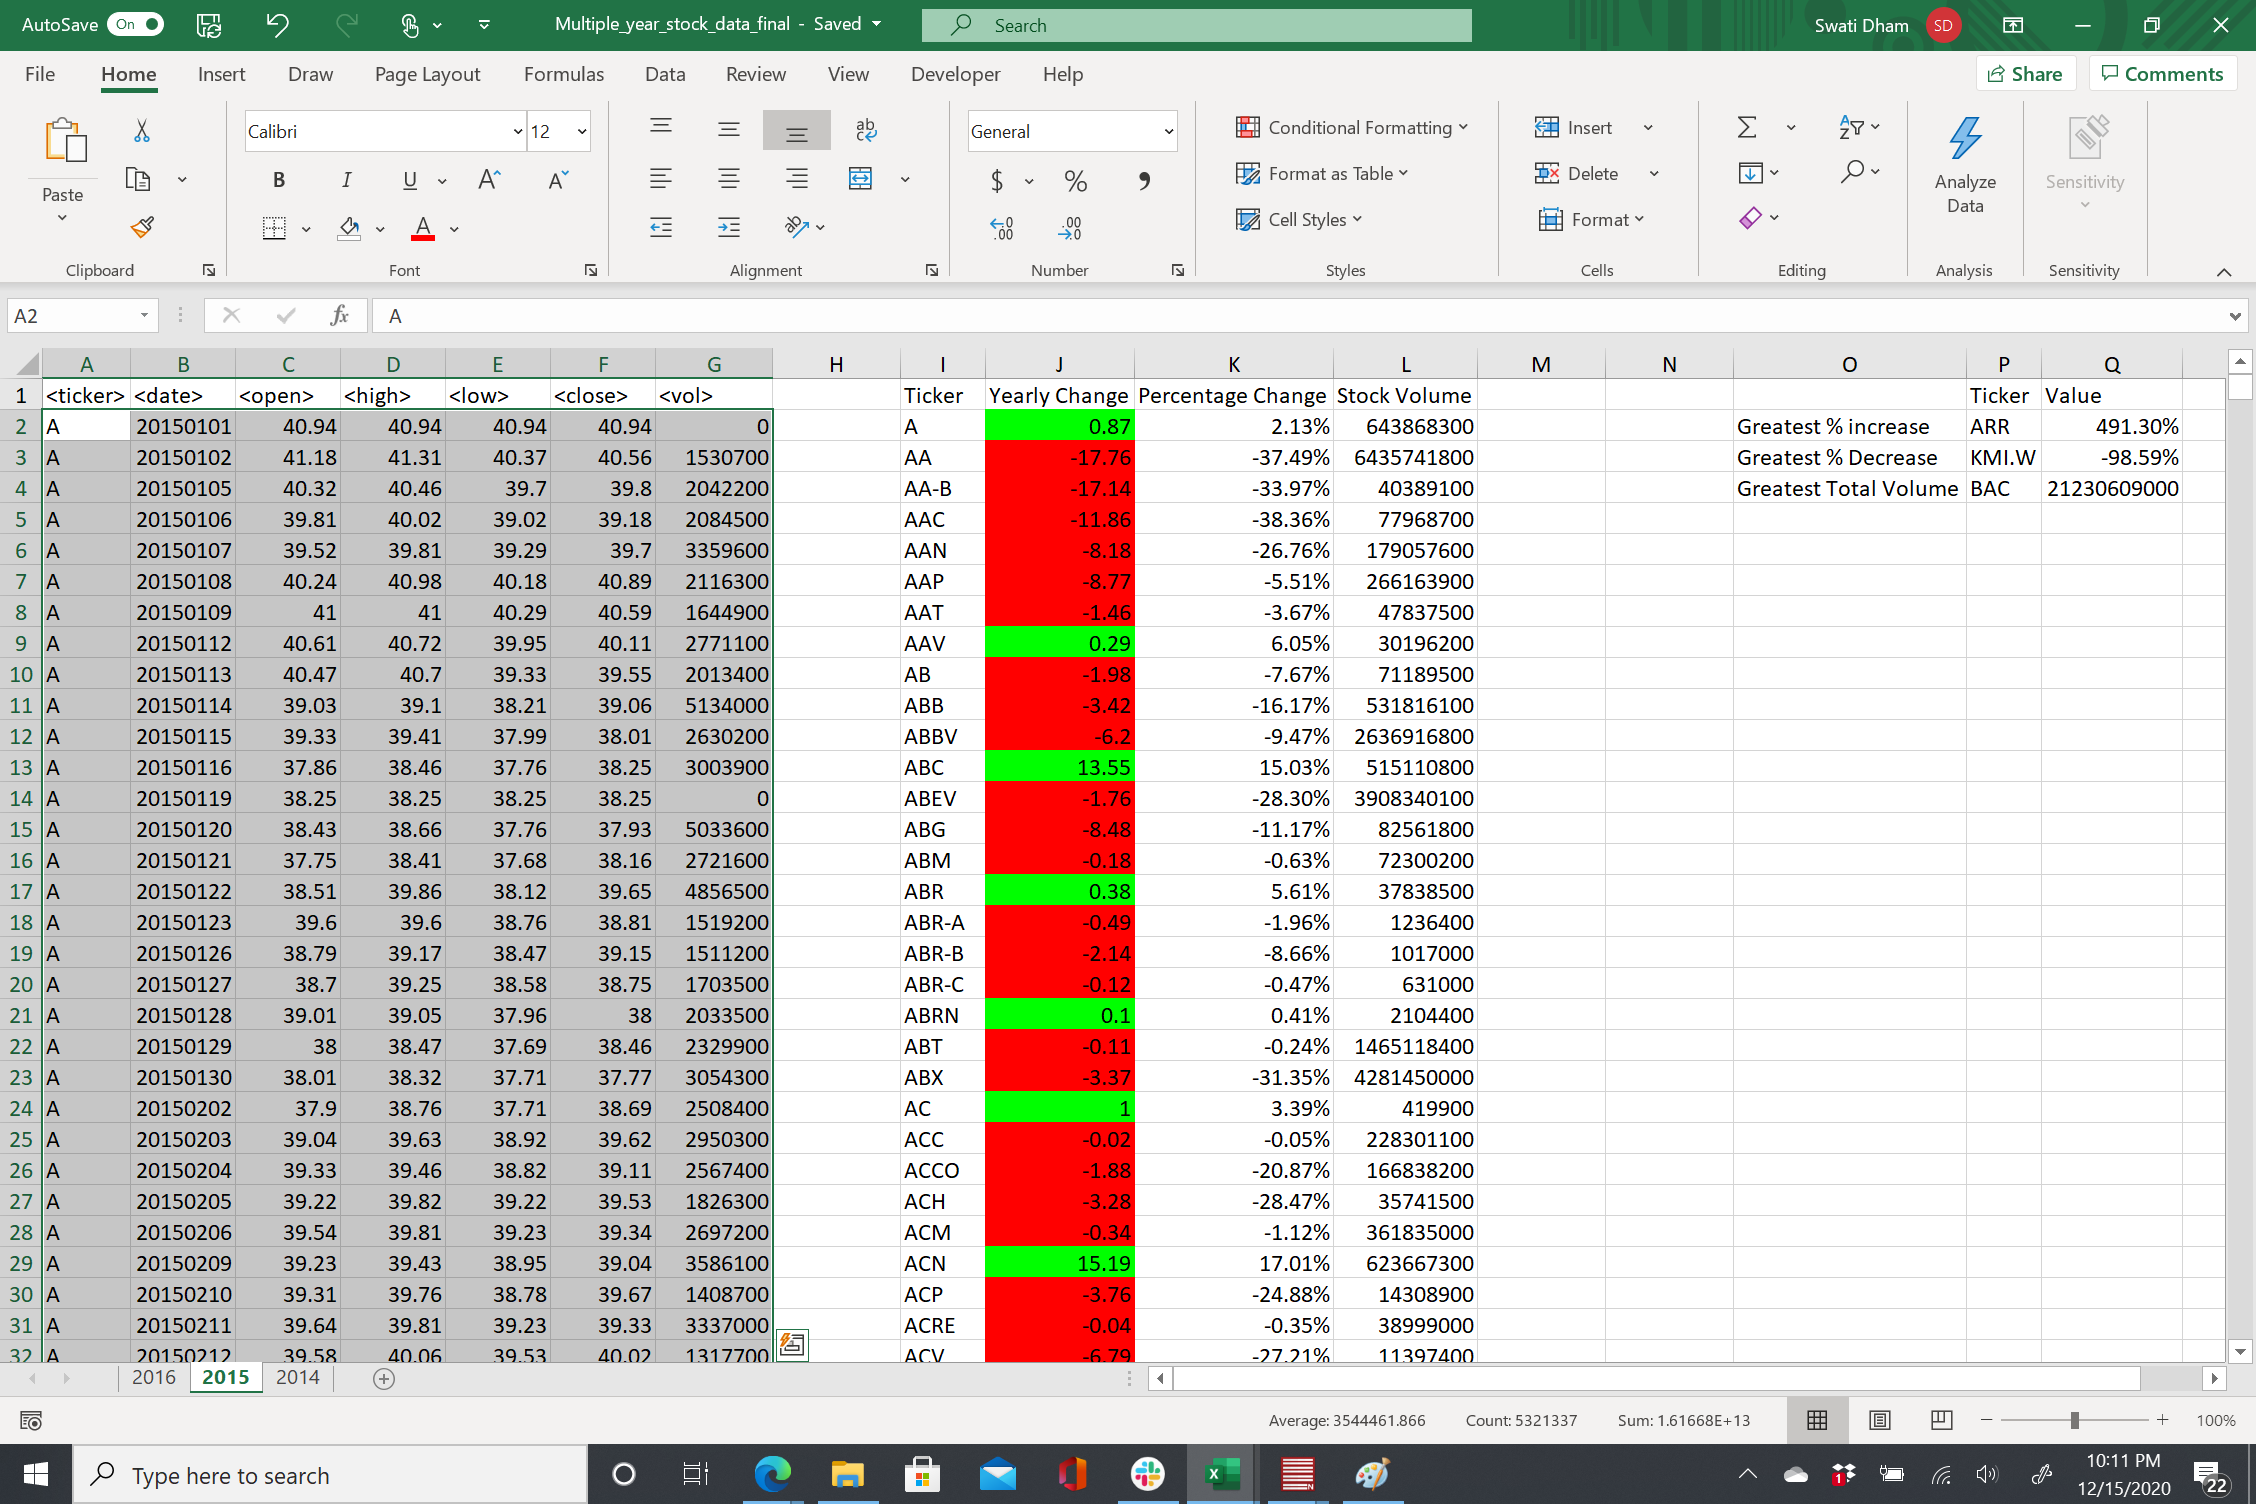 AutoSave On Multiple_year_stock_data_final - Saved Search Swati Dham SD
File Home Insert Draw Page Layout Formulas Data Review View Developer Help Share Comments
Paste
Calibri 12
B I U A A
A
ab
General
$ % ,
.00 .0
Conditional Formatting
Format as Table
Cell Styles
Insert
Delete
Format
Analyze Data
Sensitivity
Clipboard Font Alignment Number Styles Cells Editing Analysis Sensitivity
A2 fx A
A B C D E F G H I J K L M N O P Q
1 <ticker> <date> <open> <high> <low> <close> <vol> Ticker Yearly Change Percentage Change Stock Volume Ticker Value
2 A 20150101 40.94 40.94 40.94 40.94 0 A 0.87 2.13% 643868300 Greatest % increase ARR 491.30%
3 A 20150102 41.18 41.31 40.37 40.56 1530700 AA -17.76 -37.49% 6435741800 Greatest % Decrease KMI.W -98.59%
4 A 20150105 40.32 40.46 39.7 39.8 2042200 AA-B -17.14 -33.97% 40389100 Greatest Total Volume BAC 21230609000
5 A 20150106 39.81 40.02 39.02 39.18 2084500 AAC -11.86 -38.36% 77968700
6 A 20150107 39.52 39.81 39.29 39.7 3359600 AAN -8.18 -26.76% 179057600
7 A 20150108 40.24 40.98 40.18 40.89 2116300 AAP -8.77 -5.51% 266163900
8 A 20150109 41 41 40.29 40.59 1644900 AAT -1.46 -3.67% 47837500
9 A 20150112 40.61 40.72 39.95 40.11 2771100 AAV 0.29 6.05% 30196200
10 A 20150113 40.47 40.7 39.33 39.55 2013400 AB -1.98 -7.67% 71189500
11 A 20150114 39.03 39.1 38.21 39.06 5134000 ABB -3.42 -16.17% 531816100
12 A 20150115 39.33 39.41 37.99 38.01 2630200 ABBV -6.2 -9.47% 2636916800
13 A 20150116 37.86 38.46 37.76 38.25 3003900 ABC 13.55 15.03% 515110800
14 A 20150119 38.25 38.25 38.25 38.25 0 ABEV -1.76 -28.30% 3908340100
15 A 20150120 38.43 38.66 37.76 37.93 5033600 ABG -8.48 -11.17% 82561800
16 A 20150121 37.75 38.41 37.68 38.16 2721600 ABM -0.18 -0.63% 72300200
17 A 20150122 38.51 39.86 38.12 39.65 4856500 ABR 0.38 5.61% 37838500
18 A 20150123 39.6 39.6 38.76 38.81 1519200 ABR-A -0.49 -1.96% 1236400
19 A 20150126 38.79 39.17 38.47 39.15 1511200 ABR-B -2.14 -8.66% 1017000
20 A 20150127 38.7 39.25 38.58 38.75 1703500 ABR-C -0.12 -0.47% 631000
21 A 20150128 39.01 39.05 37.96 38 2033500 ABRN 0.1 0.41% 2104400
22 A 20150129 38 38.47 37.69 38.46 2329900 ABT -0.11 -0.24% 1465118400
23 A 20150130 38.01 38.32 37.71 37.77 3054300 ABX -3.37 -31.35% 4281450000
24 A 20150202 37.9 38.76 37.71 38.69 2508400 AC 1 3.39% 419900
25 A 20150203 39.04 39.63 38.92 39.62 2950300 ACC -0.02 -0.05% 228301100
26 A 20150204 39.33 39.46 38.82 39.11 2567400 ACCO -1.88 -20.87% 166838200
27 A 20150205 39.22 39.82 39.22 39.53 1826300 ACH -3.28 -28.47% 35741500
28 A 20150206 39.54 39.81 39.23 39.34 2697200 ACM -0.34 -1.12% 361835000
29 A 20150209 39.23 39.43 38.95 39.04 3586100 ACN 15.19 17.01% 623667300
30 A 20150210 39.31 39.76 38.78 39.67 1408700 ACP -3.76 -24.88% 14308900
31 A 20150211 39.64 39.81 39.23 39.33 3337000 ACRE -0.04 -0.35% 38999000
32 A 20150212 39.58 40.06 39.53 40.02 1317700 ACV -6.79 -27.21% 11397400
2016 2015 2014
Average: 3544461.866 Count: 5321337 Sum: 1.61668E+13 100%
Type here to search
10:11 PM
12/15/2020
22